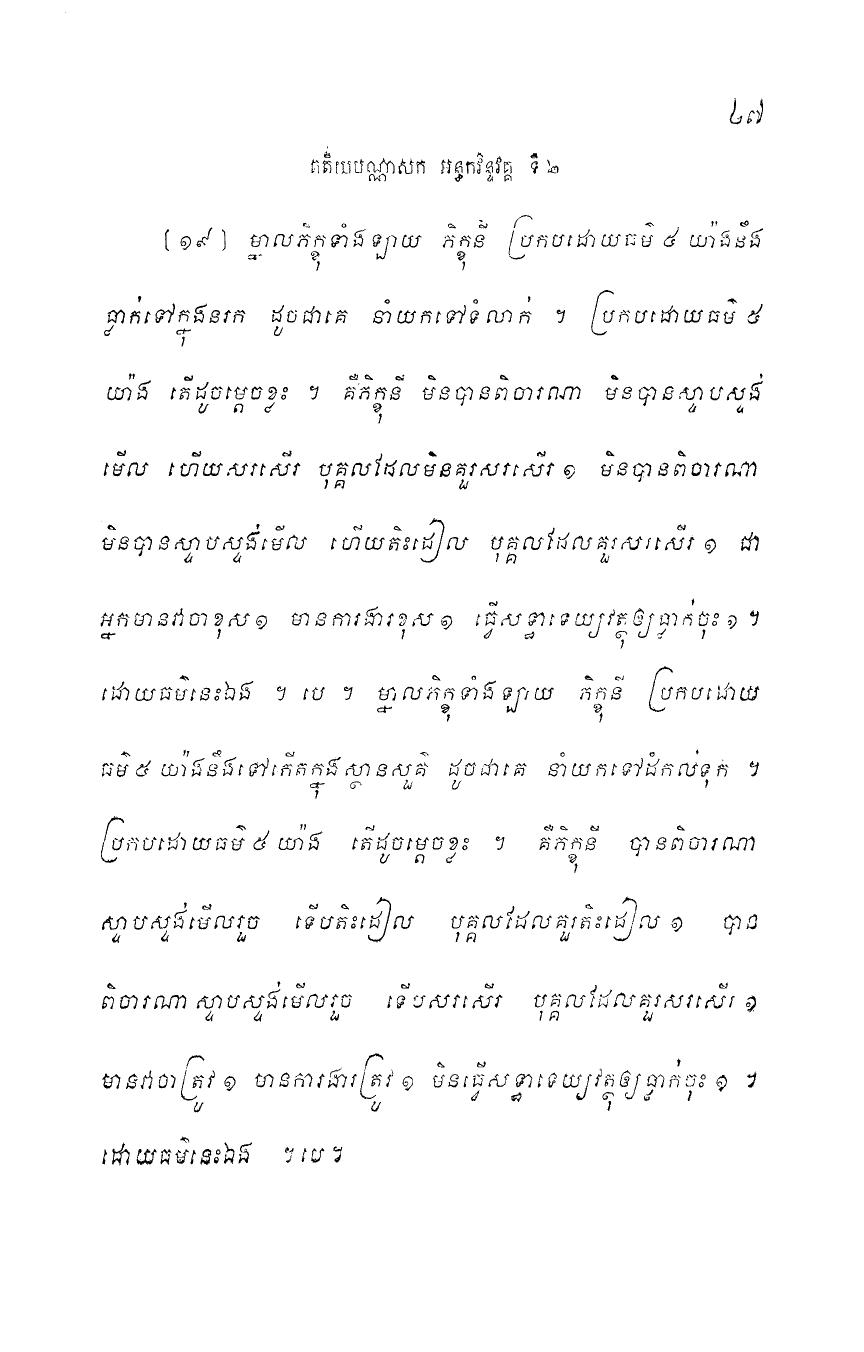 ៤៧
តតិយបណ្ណាសក អន្ធកវិន្ទវគ្គ ទី ២
(១៩) ម្នាលភិក្ខុទាំងឡាយ ភិក្ខុនី ប្រកបដោយធម៌ ៥ យ៉ាងនឹង
ធ្លាក់ទៅក្នុងនរក ដូចជាគេ នាំយកទៅទំលាក់ ។ ប្រកបដោយធម៌ ៥
យ៉ាង តើដូចម្តេចខ្លះ ។ គឺភិក្ខុនី មិនបានពិចារណា មិនបានស្ទាបស្ទង់
មើល ហើយសរសើរ បុគ្គលដែលមិនគួរសរសើរ ១ មិនបានពិចារណា
មិនបានស្ទាបស្ទង់មើល ហើយតិះដៀល បុគ្គលដែលគួរសរសើរ ១ ជា
អ្នកមានវាចាខុស ១ មានការងារខុស ១ ធ្វើសទ្ធាទេយ្យវត្ថុឲ្យធ្លាក់ចុះ ១ ។
ដោយធម៌នេះឯង ។ បេ ។ ម្នាលភិក្ខុទាំងឡាយ ភិក្ខុនី ប្រកបដោយ
ធម៌ ៥ យ៉ាងនឹងទៅកើតក្នុងស្ថានសួគ៌ ដូចជាគេ នាំយកទៅដំកល់ទុក ។
ប្រកបដោយធម៌ ៥ យ៉ាង តើដូចម្តេចខ្លះ ។ គឺភិក្ខុនី បានពិចារណា
ស្ទាបស្ទង់មើលរួច ទើបតិះដៀល បុគ្គលដែលគួរតិះដៀល ១ បាន
ពិចារណា ស្ទាបស្ទង់មើលរួច ទើបសរសើរ បុគ្គលដែលគួរសរសើរ ១
មានវាចាត្រូវ ១ មានការងារត្រូវ ១ មិនធ្វើសទ្ធាទេយ្យវត្ថុឲ្យធ្លាក់ចុះ ១ ។
ដោយធម៌នេះឯង ។ បេ ។